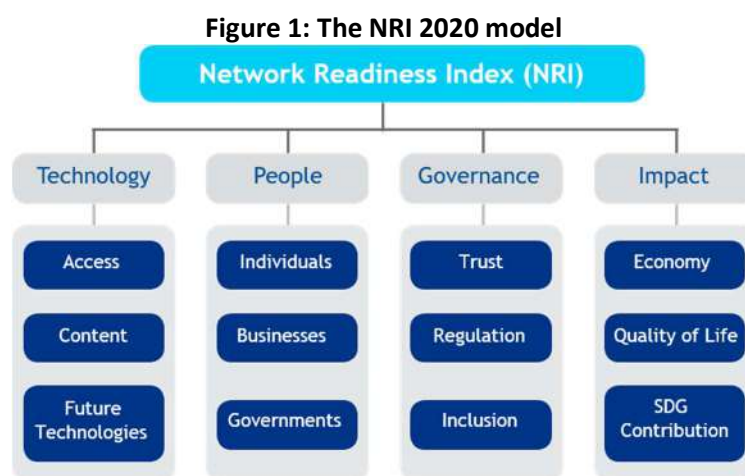 Figure 1: The NRI 2020 model
Network Readiness Index (NRI)
Technology
People
Governance
Impact
Access
Individuals
Trust
Economy
Content
Businesses
Regulation
Quality of Life
Future
Technologies
Governments
Inclusion
SDG
Contribution